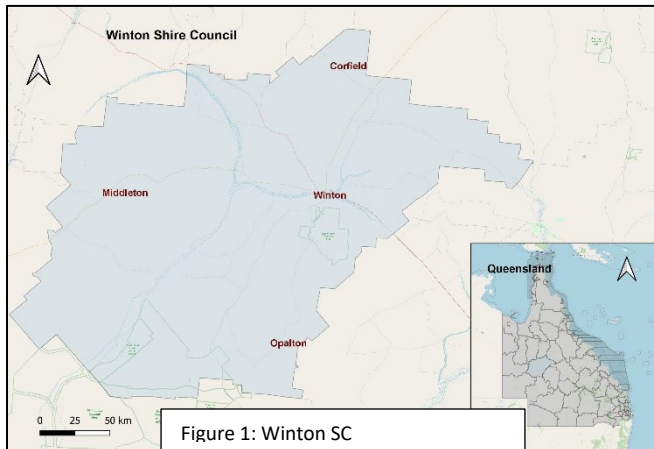 Winton Shire Council
Corfield
Middleton
Winton
Opalton
Queensland
0 25 50 km
Figure 1: Winton SC